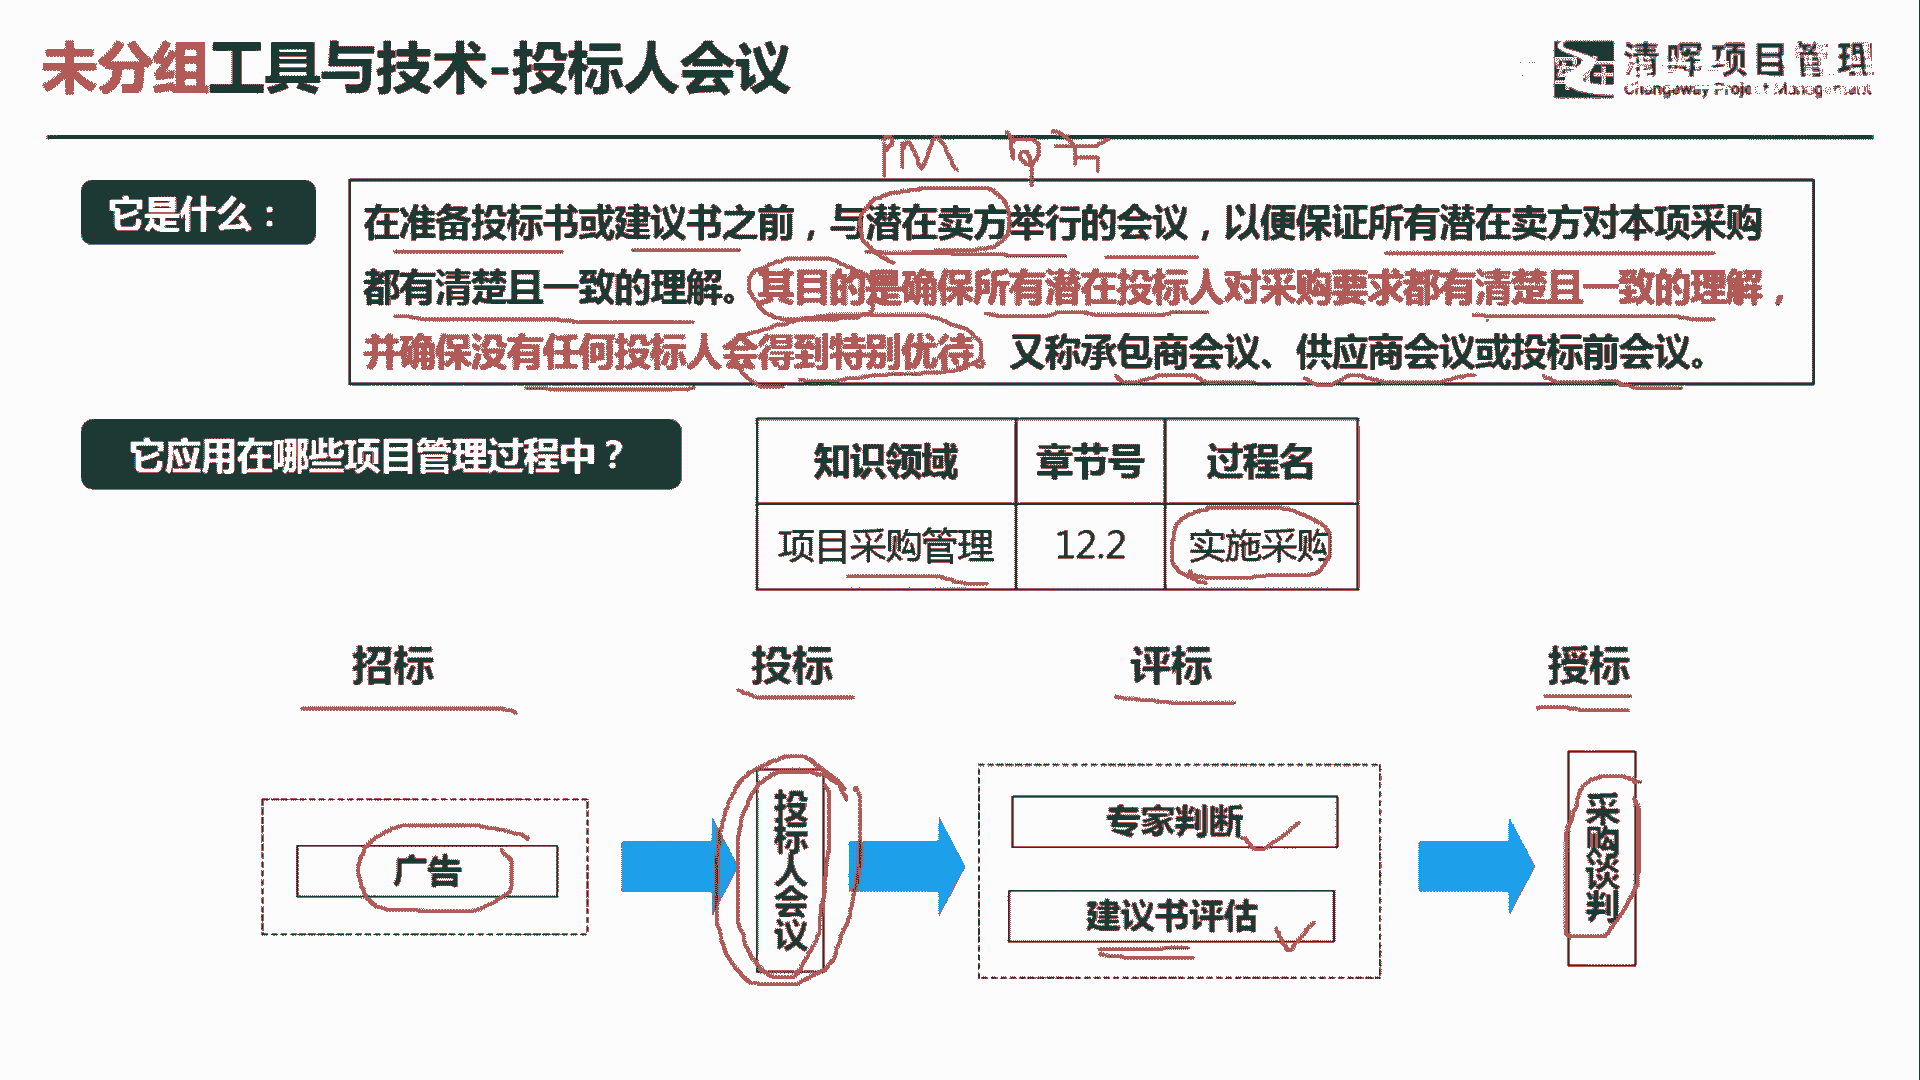 未分组工具与技术-投标人会议
清晖项目管理
Changeway Project Management
它是什么：
在准备投标书或建议书之前，与潜在卖方举行的会议，以便保证所有潜在卖方对本项采购
都有清楚且一致的理解。其目的是确保所有潜在投标人对采购要求都有清楚且一致的理解，
并确保没有任何投标人会得到特别优待。又称承包商会议、供应商会议或投标前会议。
它应用在哪些项目管理过程中？
知识领域 章节号 过程名
项目采购管理 12.2 实施采购
招标 投标 评标 授标
广告
投标人会议
专家判断
建议书评估
采购谈判